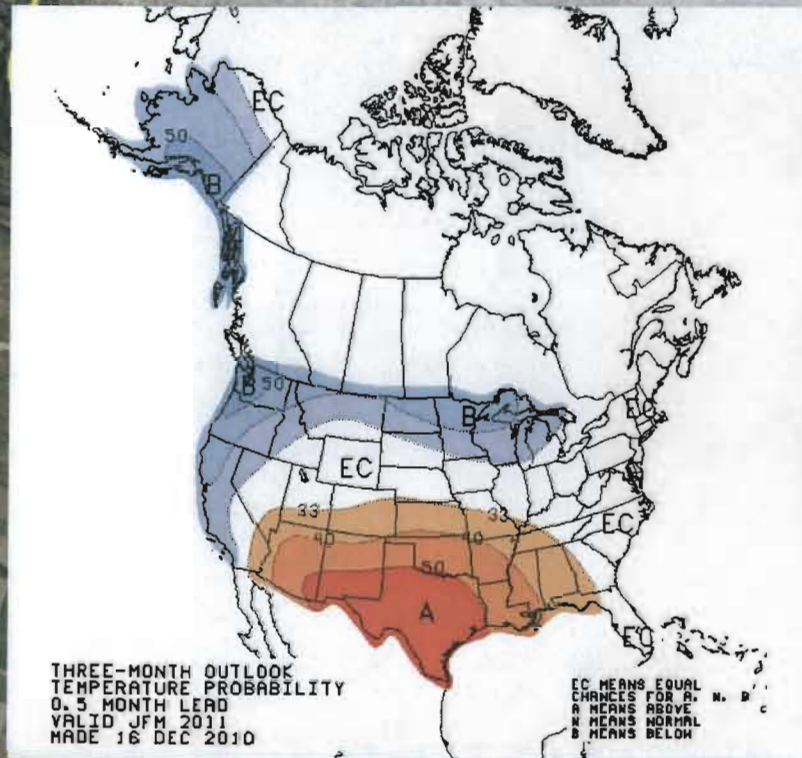 EC
50
B
B 50
B
EC
EC
33
33
EC
40
40
50
A
EC
THREE-MONTH OUTLOOK
TEMPERATURE PROBABILITY
0.5 MONTH LEAD
VALID JFM 2011
MADE 16 DEC 2010
EC MEANS EQUAL
CHANCES FOR A. N. B
A MEANS ABOVE
N MEANS NORMAL
B MEANS BELOW